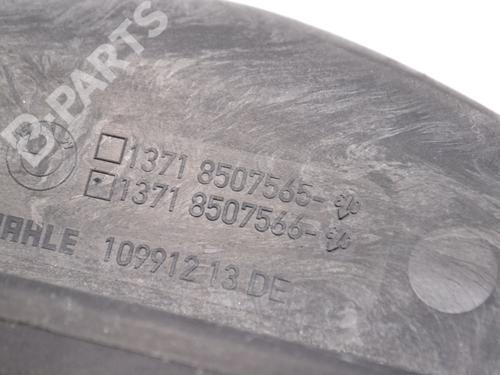 B-PARTS
1371 8507565-
1371 8507566-
MAHLE 109912 13 DE